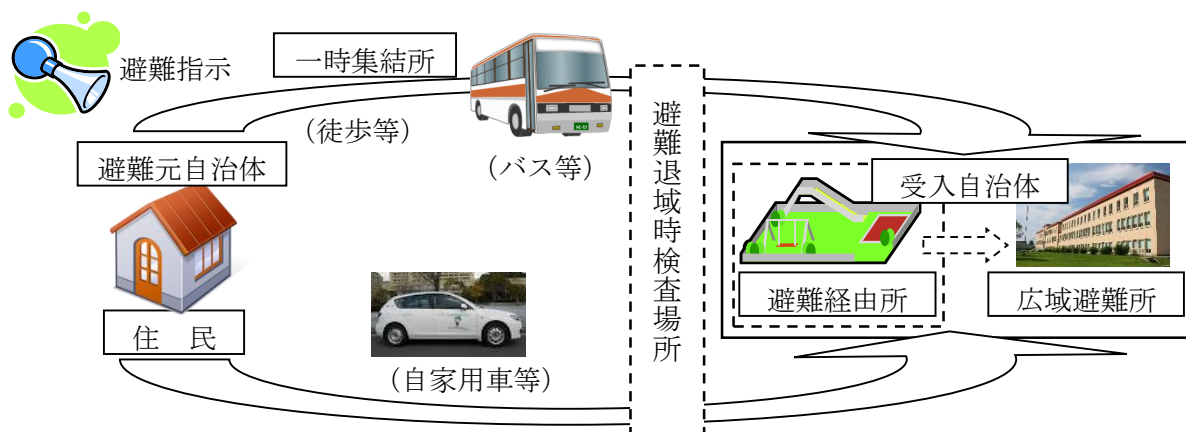 避難指示
一時集結所
（徒歩等）
（バス等）
避難元自治体
住　民
（自家用車等）
避難退域時検査場所
受入自治体
避難経由所
広域避難所